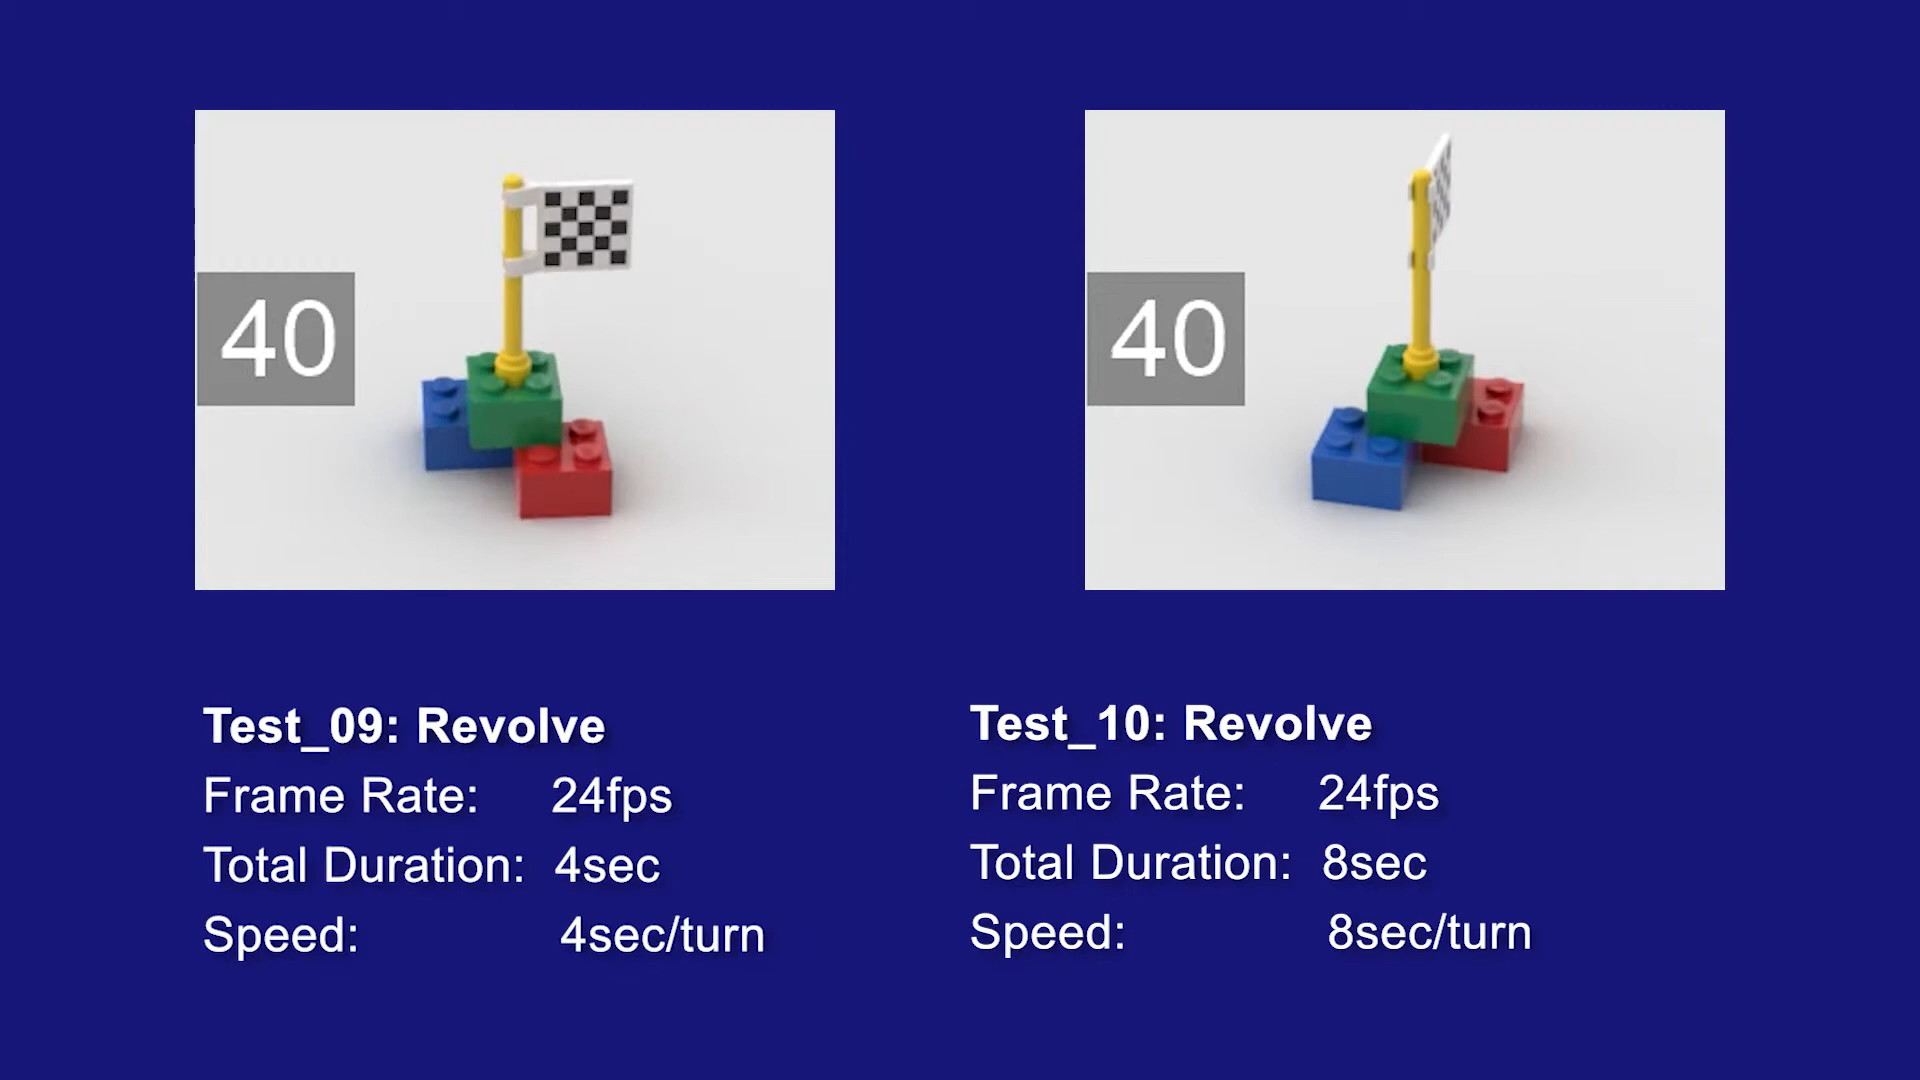 40
40
Test_09: Revolve
Frame Rate: 24fps
Total Duration: 4sec
Speed: 4sec/turn
Test_10: Revolve
Frame Rate: 24fps
Total Duration: 8sec
Speed: 8sec/turn